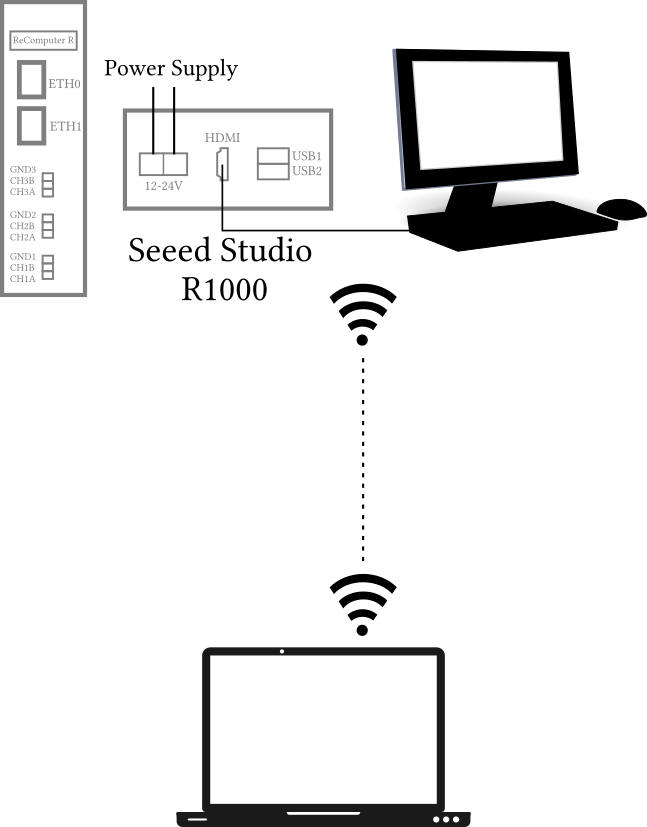 ReComputer R
ETH0
ETH1
GND3
CH3B
CH3A
GND2
CH2B
CH2A
GND1
CH1B
CH1A
Power Supply
HDMI
USB1
USB2
12-24V
Seeed Studio
R1000